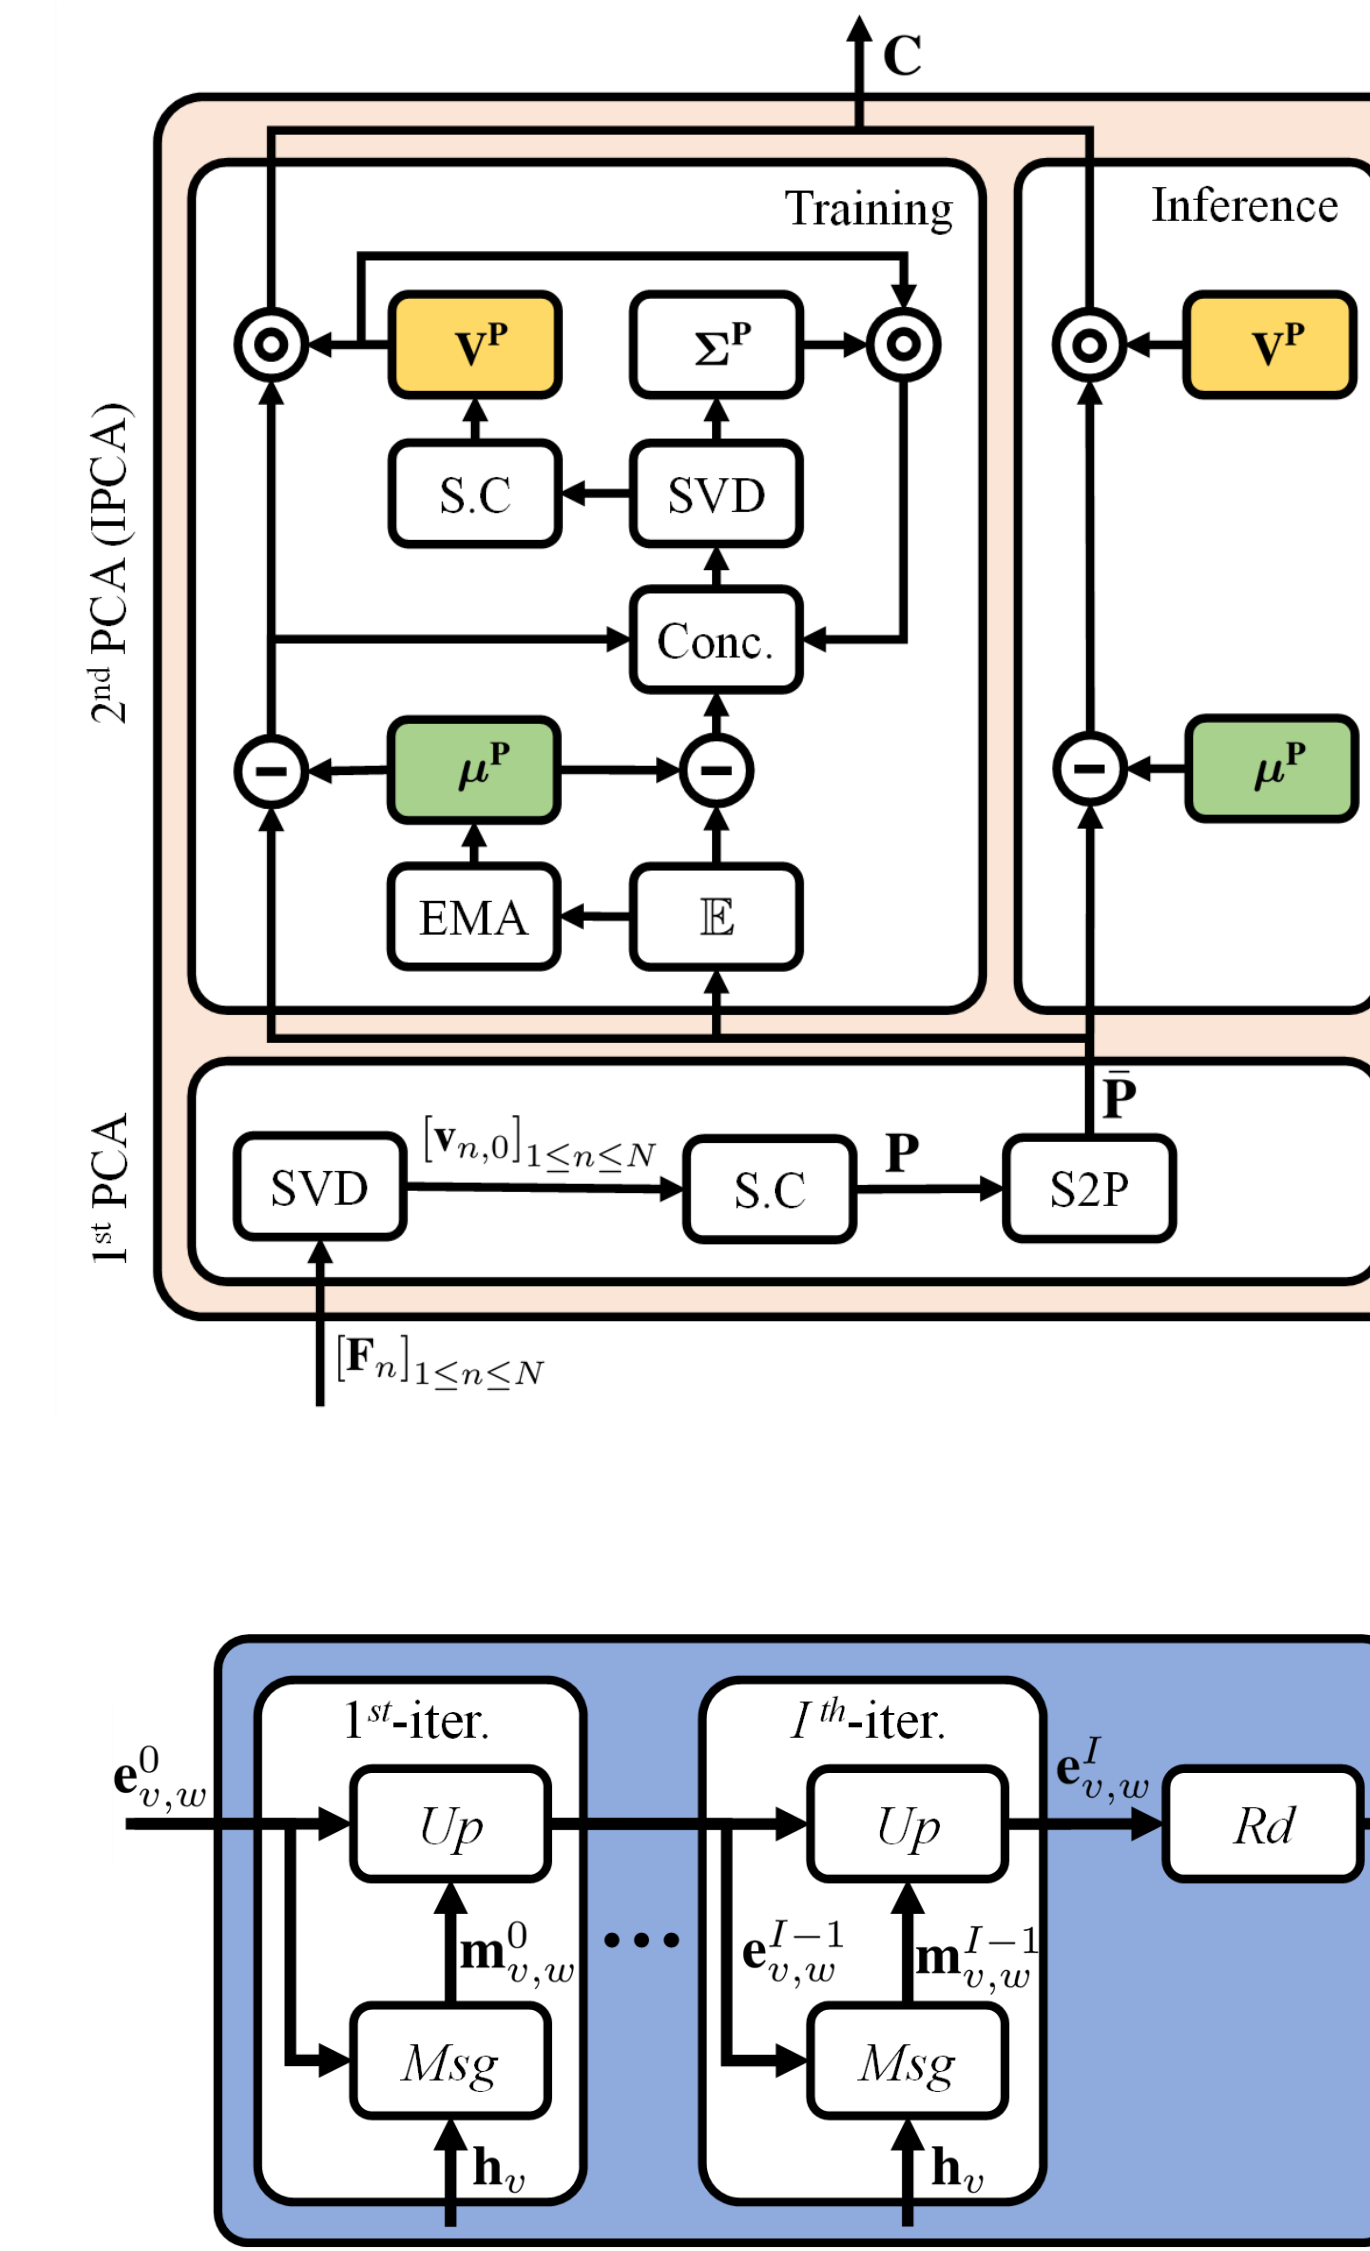 C
Training
Inference
V^P
Σ^P
V^P
S.C
SVD
2nd PCA (IPCA)
Conc.
μ^P
μ^P
EMA
𝔼
P̄
1st PCA
SVD
[v_{n,0}]_{1≤n≤N}
S.C
P
S2P
[F_n]_{1≤n≤N}
1st-iter.
I th-iter.
e^0_{v,w}
Up
Up
e^I_{v,w}
Rd
m^0_{v,w}
...
e^{I-1}_{v,w}
m^{I-1}_{v,w}
Msg
Msg
h_v
h_v